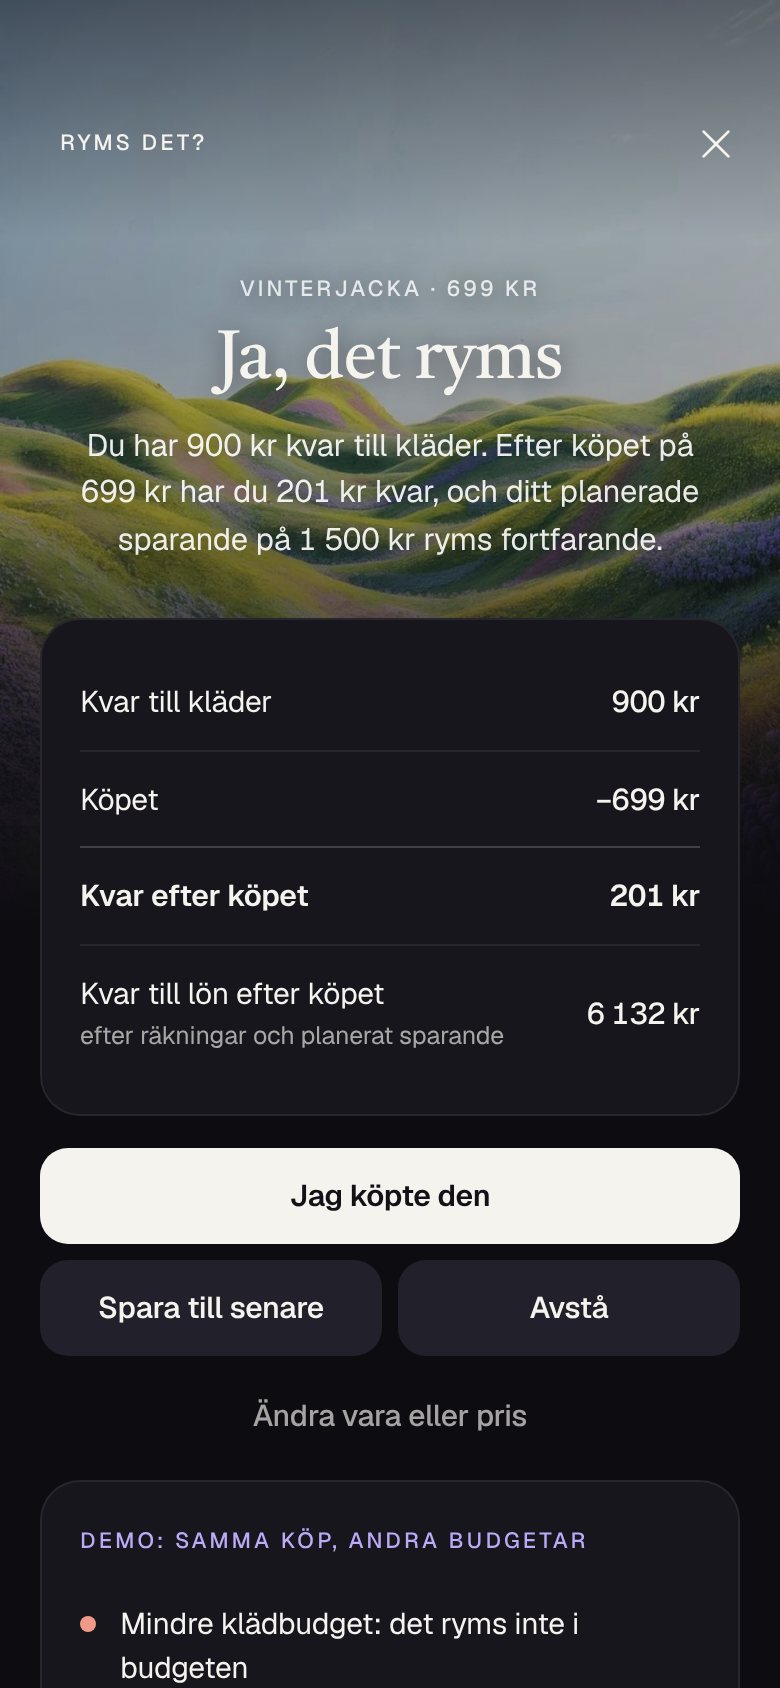 RYMS DET?
VINTERJACKA · 699 KR
Ja, det ryms
Du har 900 kr kvar till kläder. Efter köpet på
699 kr har du 201 kr kvar, och ditt planerade
sparande på 1 500 kr ryms fortfarande.
Kvar till kläder 900 kr
Köpet −699 kr
Kvar efter köpet 201 kr
Kvar till lön efter köpet 6 132 kr
efter räkningar och planerat sparande
Jag köpte den
Spara till senare Avstå
Ändra vara eller pris
DEMO: SAMMA KÖP, ANDRA BUDGETAR
Mindre klädbudget: det ryms inte i
budgeten